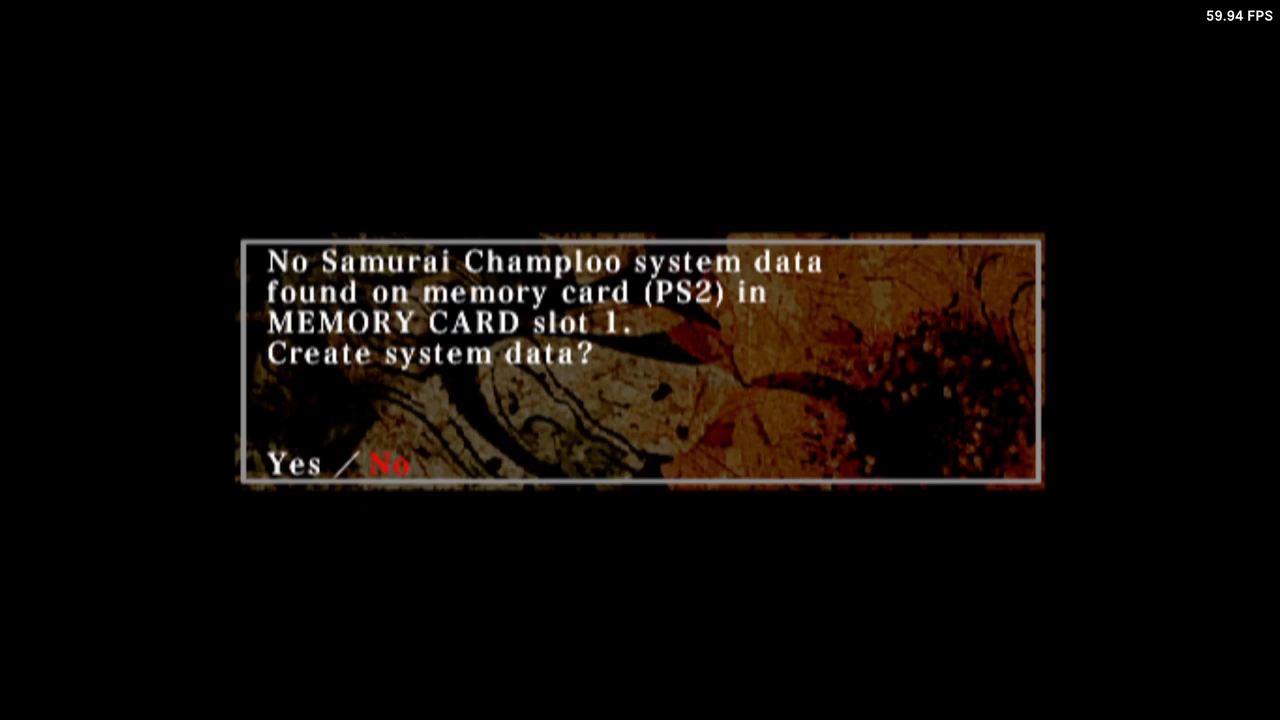 59.94 FPS
No Samurai Champloo system data
found on memory card (PS2) in
MEMORY CARD slot 1.
Create system data?
Yes / No